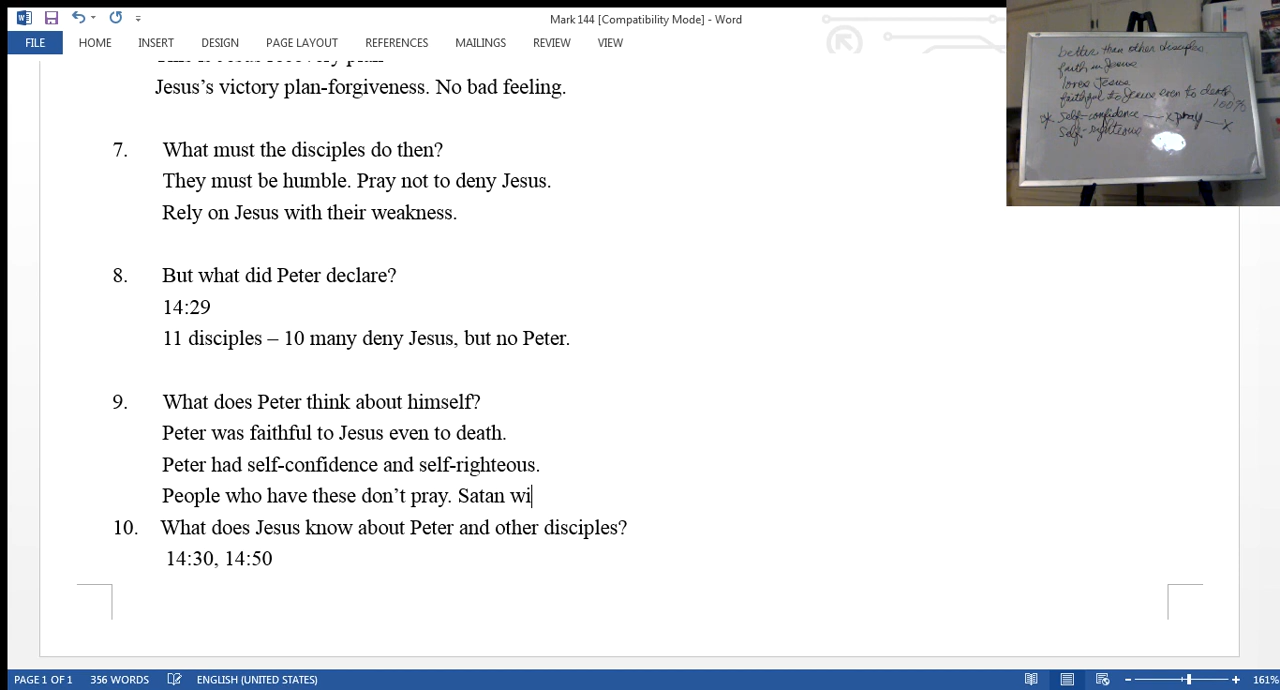 Mark 144 [Compatibility Mode] - Word
FILE HOME INSERT DESIGN PAGE LAYOUT REFERENCES MAILINGS REVIEW VIEW
This is Jesus recovery plan
Jesus's victory plan-forgiveness. No bad feeling.
7. What must the disciples do then?
They must be humble. Pray not to deny Jesus.
Rely on Jesus with their weakness.
8. But what did Peter declare?
14:29
11 disciples – 10 many deny Jesus, but no Peter.
9. What does Peter think about himself?
Peter was faithful to Jesus even to death.
Peter had self-confidence and self-righteous.
People who have these don't pray. Satan wi
10. What does Jesus know about Peter and other disciples?
14:30, 14:50
better than other disciples
faith in Jesus
loves Jesus
faithful to Jesus even to death
100%
self-confidence — x pray — x
self-righteous
PAGE 1 OF 1 356 WORDS ENGLISH (UNITED STATES) 161%